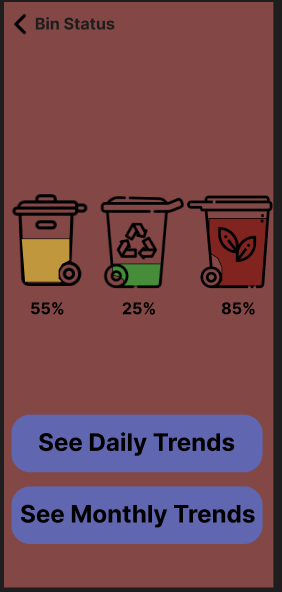 Bin Status
55% 25% 85%
See Daily Trends
See Monthly Trends